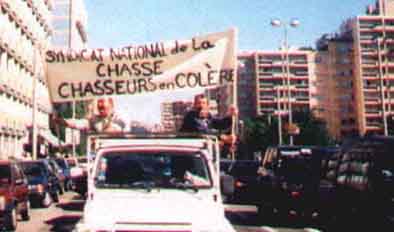 SYNDICAT NATIONAL de LA
CHASSE
CHASSEURS en COLÈRE